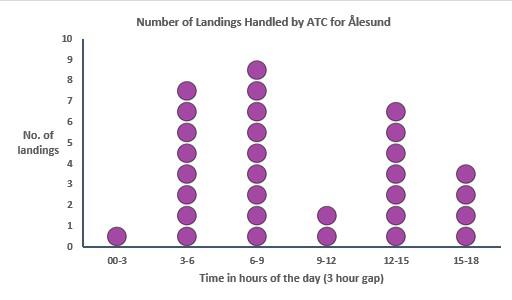 Number of Landings Handled by ATC for Ålesund
10
9
8
7
6
5
4
3
2
1
0
No. of
landings
00-3 3-6 6-9 9-12 12-15 15-18
Time in hours of the day (3 hour gap)